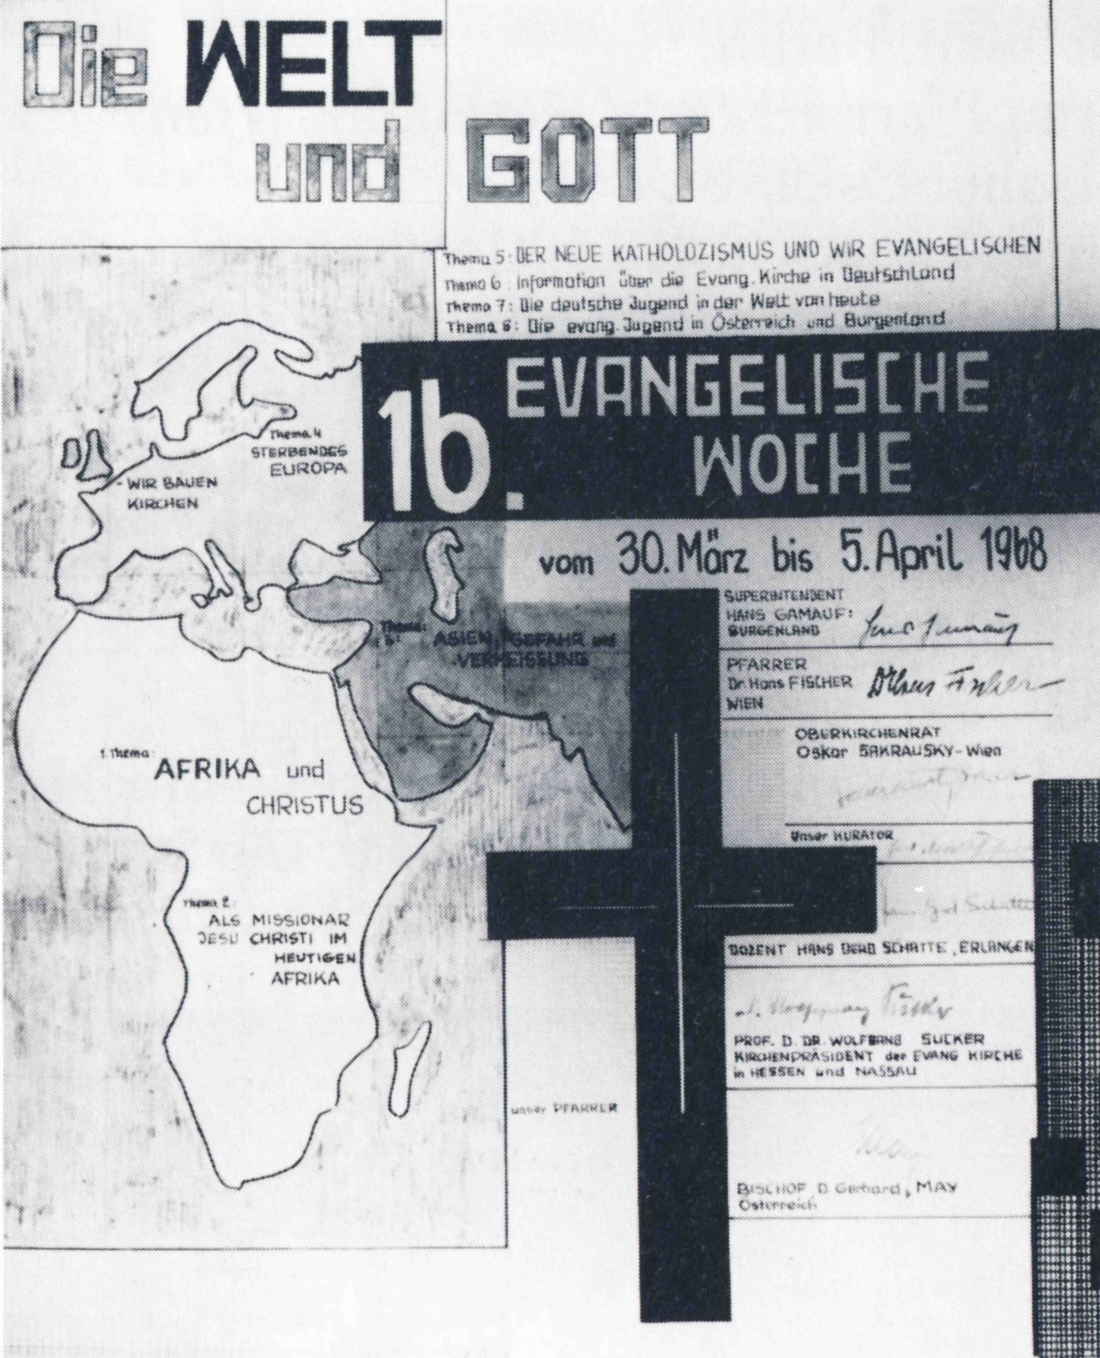 Die WELT
und GOTT
Thema 5: DER NEUE KATHOLOZISMUS UND WIR EVANGELISCHEN
Thema 6: Information über die Evang. Kirche in Deutschland
Thema 7: Die deutsche Jugend in der Welt von heute
Thema 8: Die evang. Jugend in Österreich und Burgenland
16. EVANGELISCHE
WOCHE
vom 30. März bis 5. April 1968
Thema 4
STERBENDES
EUROPA
- WIR BAUEN
KIRCHEN
Thema:
ASIEN, GEFAHR und
VERHEISSUNG
1. Thema:
AFRIKA und
CHRISTUS
Thema 2:
ALS MISSIONAR
JESU CHRISTI IM
HEUTIGEN
AFRIKA
SUPERINTENDENT
HANS GAMAUF:
BURGENLAND
PFARRER
Dr. Hans FISCHER
WIEN
Dr Hans Fischer
OBERKIRCHENRAT
Oskar SAKRAUSKY-Wien
Unser KURATOR
DOZENT HANS GERD SCHATTE, ERLANGEN
PROF. D. DR. WOLFGANG SUCKER
KIRCHENPRÄSIDENT der EVANG KIRCHE
in HESSEN und NASSAU
unser PFARRER
BISCHOF D. Gerhard, MAY
Österreich